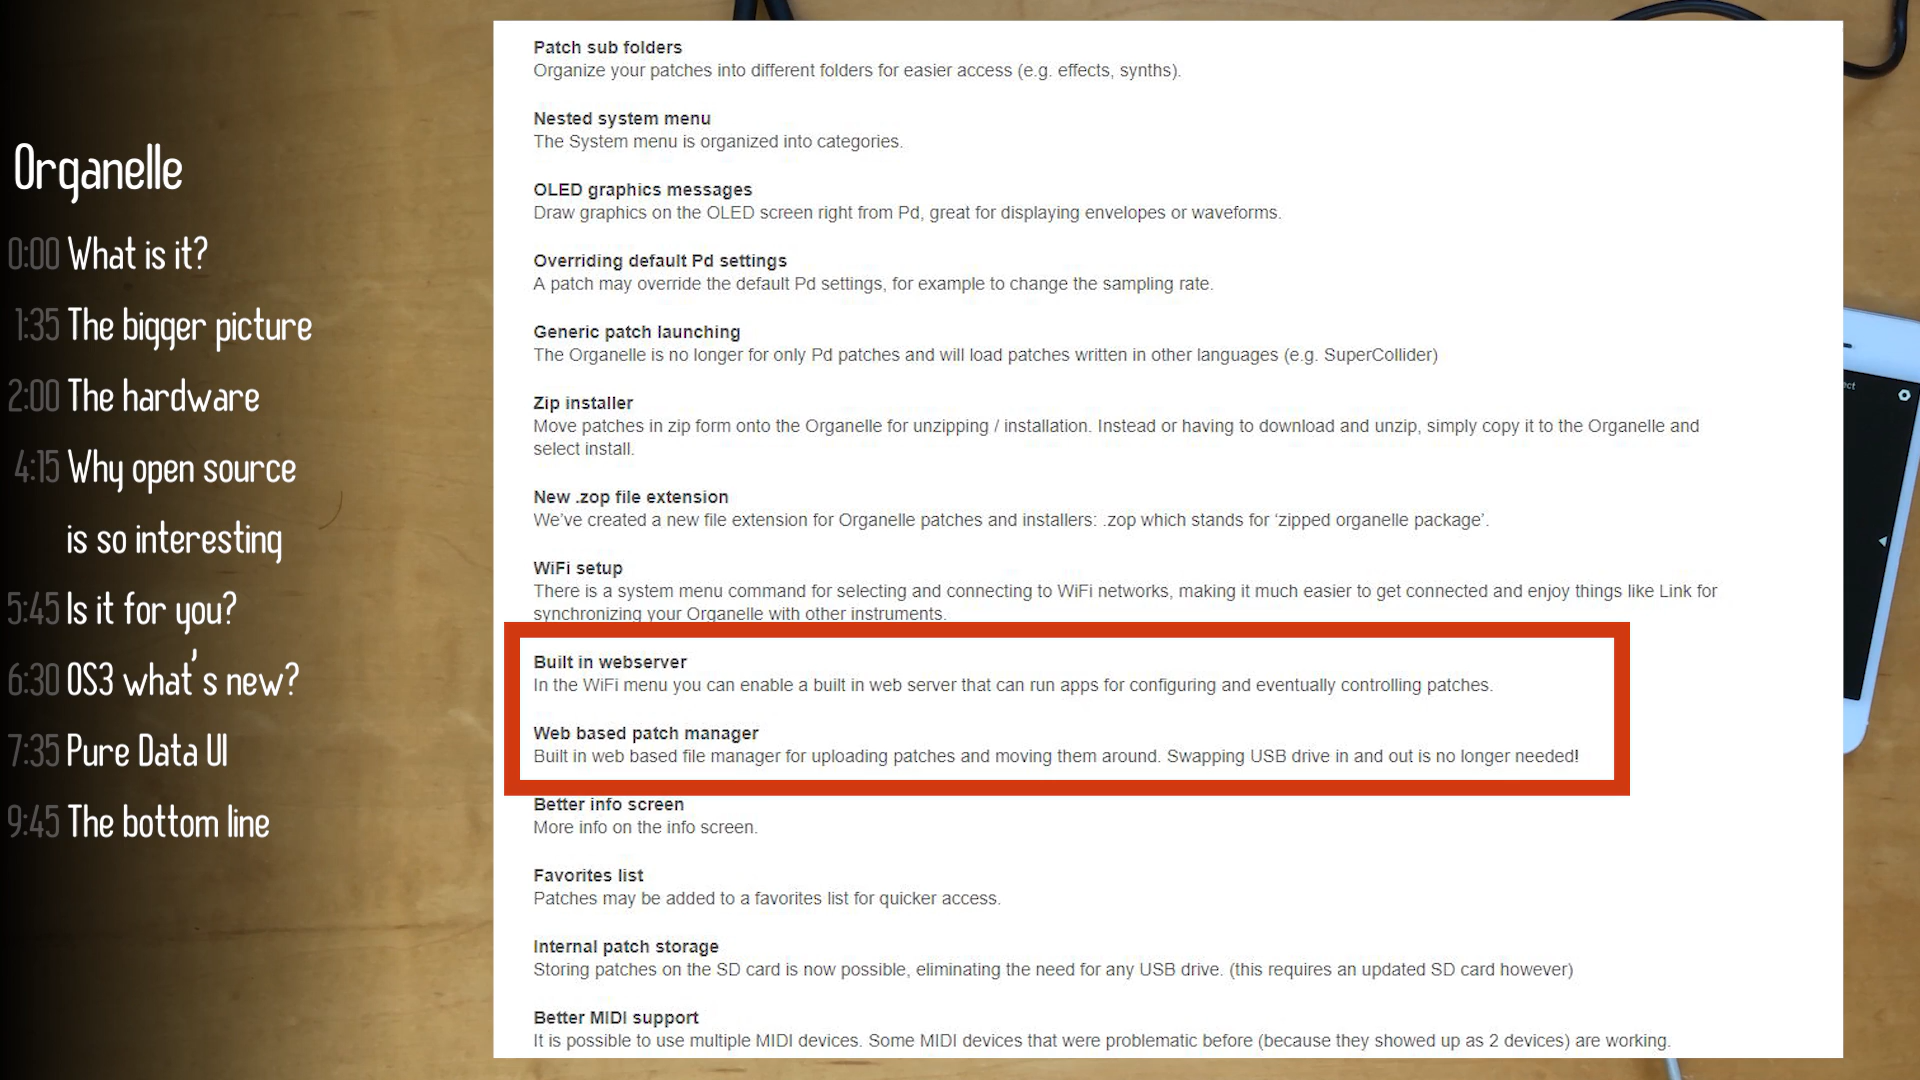 Organelle
0:00 What is it?
1:35 The bigger picture
2:00 The hardware
4:15 Why open source
is so interesting
5:45 Is it for you?
6:30 OS3 what's new?
7:35 Pure Data UI
9:45 The bottom line
Patch sub folders
Organize your patches into different folders for easier access (e.g. effects, synths).
Nested system menu
The System menu is organized into categories.
OLED graphics messages
Draw graphics on the OLED screen right from Pd, great for displaying envelopes or waveforms.
Overriding default Pd settings
A patch may override the default Pd settings, for example to change the sampling rate.
Generic patch launching
The Organelle is no longer for only Pd patches and will load patches written in other languages (e.g. SuperCollider)
Zip installer
Move patches in zip form onto the Organelle for unzipping / installation. Instead or having to download and unzip, simply copy it to the Organelle and
select install.
New .zop file extension
We've created a new file extension for Organelle patches and installers: .zop which stands for 'zipped organelle package'.
WiFi setup
There is a system menu command for selecting and connecting to WiFi networks, making it much easier to get connected and enjoy things like Link for
synchronizing your Organelle with other instruments.
Built in webserver
In the WiFi menu you can enable a built in web server that can run apps for configuring and eventually controlling patches.
Web based patch manager
Built in web based file manager for uploading patches and moving them around. Swapping USB drive in and out is no longer needed!
Better info screen
More info on the info screen.
Favorites list
Patches may be added to a favorites list for quicker access.
Internal patch storage
Storing patches on the SD card is now possible, eliminating the need for any USB drive. (this requires an updated SD card however)
Better MIDI support
It is possible to use multiple MIDI devices. Some MIDI devices that were problematic before (because they showed up as 2 devices) are working.